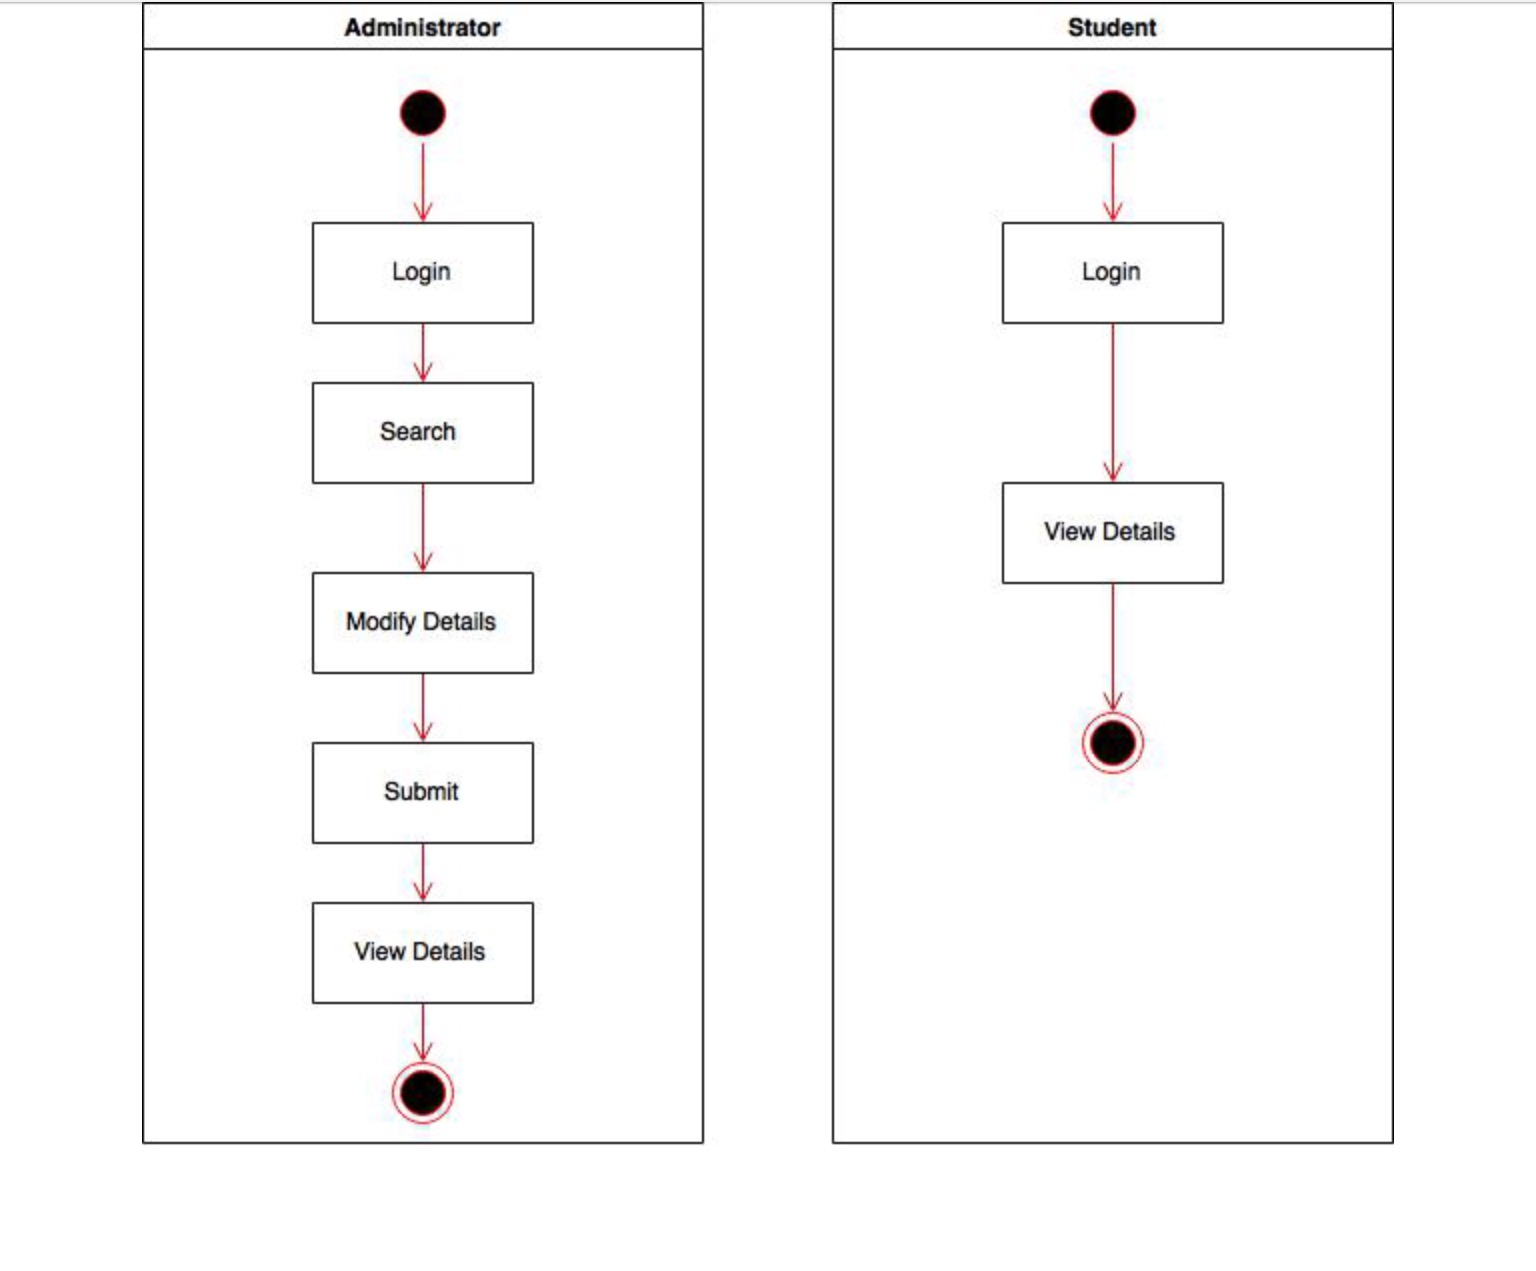 Administrator
Login
Search
Modify Details
Submit
View Details
Student
Login
View Details